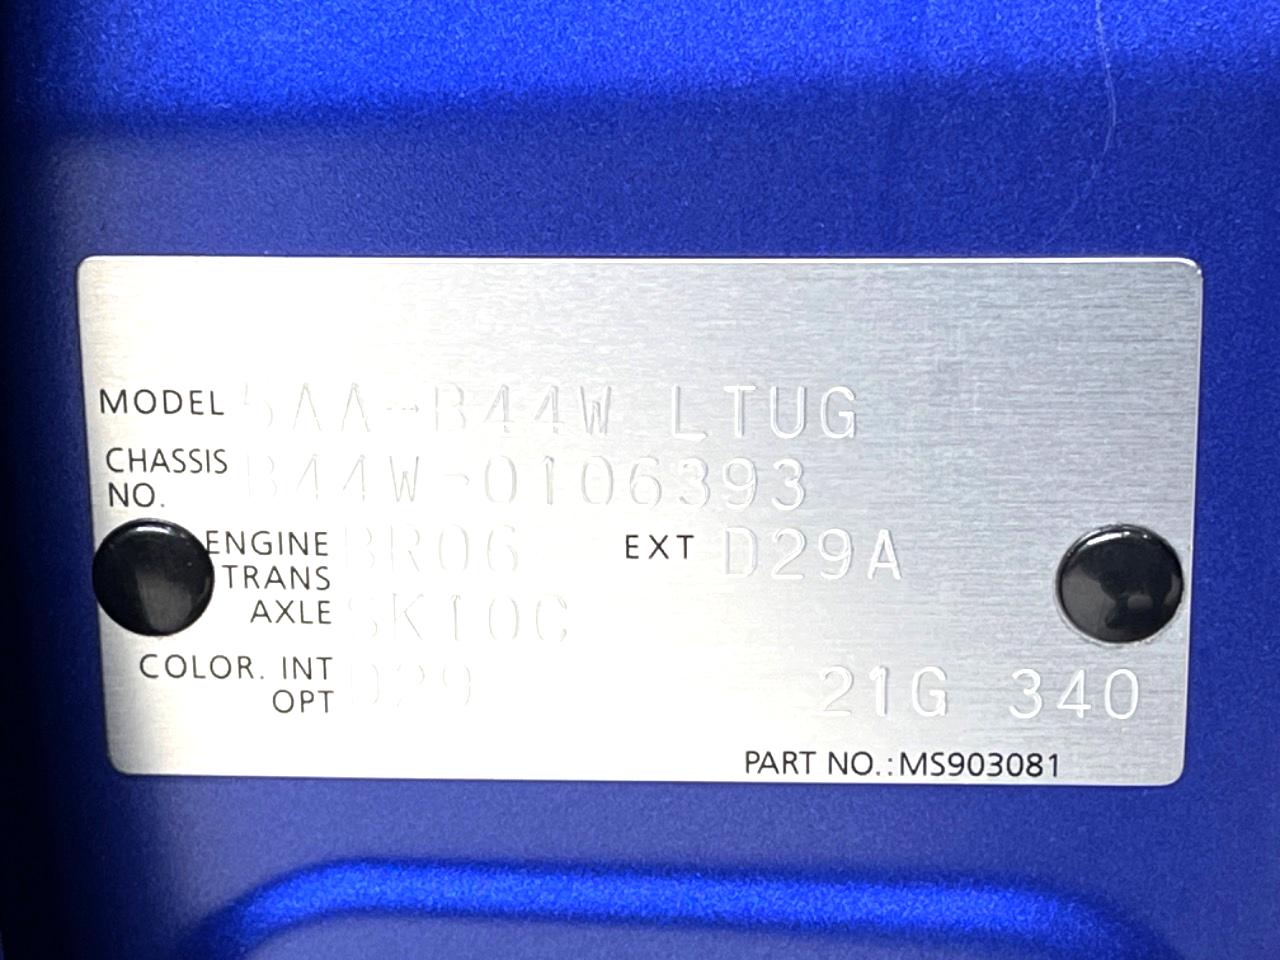 MODEL 5AA-B44W LTUG
CHASSIS NO. B44W-0106393
ENGINE BR06 EXT D29A
TRANS AXLE SK10C
COLOR. INT OPT D29 21G 340
PART NO.:MS903081